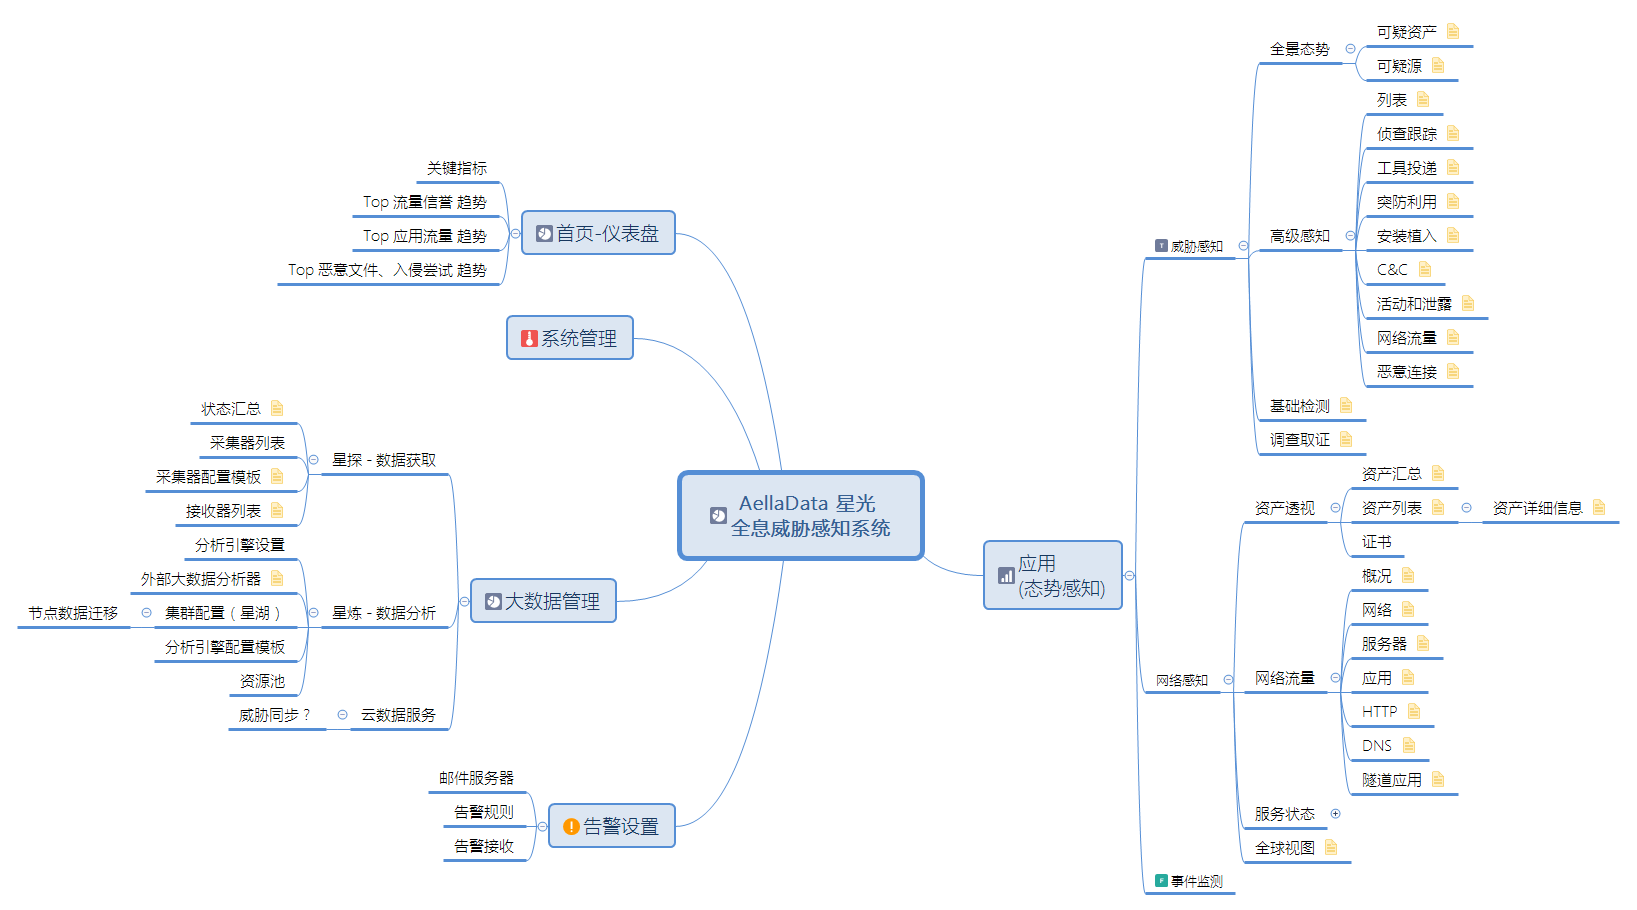 AellaData 星光
全息威胁感知系统
首页-仪表盘
关键指标
Top 流量信誉 趋势
Top 应用流量 趋势
Top 恶意文件、入侵尝试 趋势
系统管理
大数据管理
星探 - 数据获取
状态汇总
采集器列表
采集器配置模板
接收器列表
星炼 - 数据分析
分析引擎设置
外部大数据分析器
集群配置（星湖）
节点数据迁移
分析引擎配置模板
资源池
云数据服务
威胁同步？
告警设置
邮件服务器
告警规则
告警接收
应用
(态势感知)
威胁感知
全景态势
可疑资产
可疑源
高级感知
列表
侦查跟踪
工具投递
突防利用
安装植入
C&C
活动和泄露
网络流量
恶意连接
基础检测
调查取证
网络感知
资产透视
资产汇总
资产列表
资产详细信息
证书
网络流量
概况
网络
服务器
应用
HTTP
DNS
隧道应用
服务状态
全球视图
事件监测